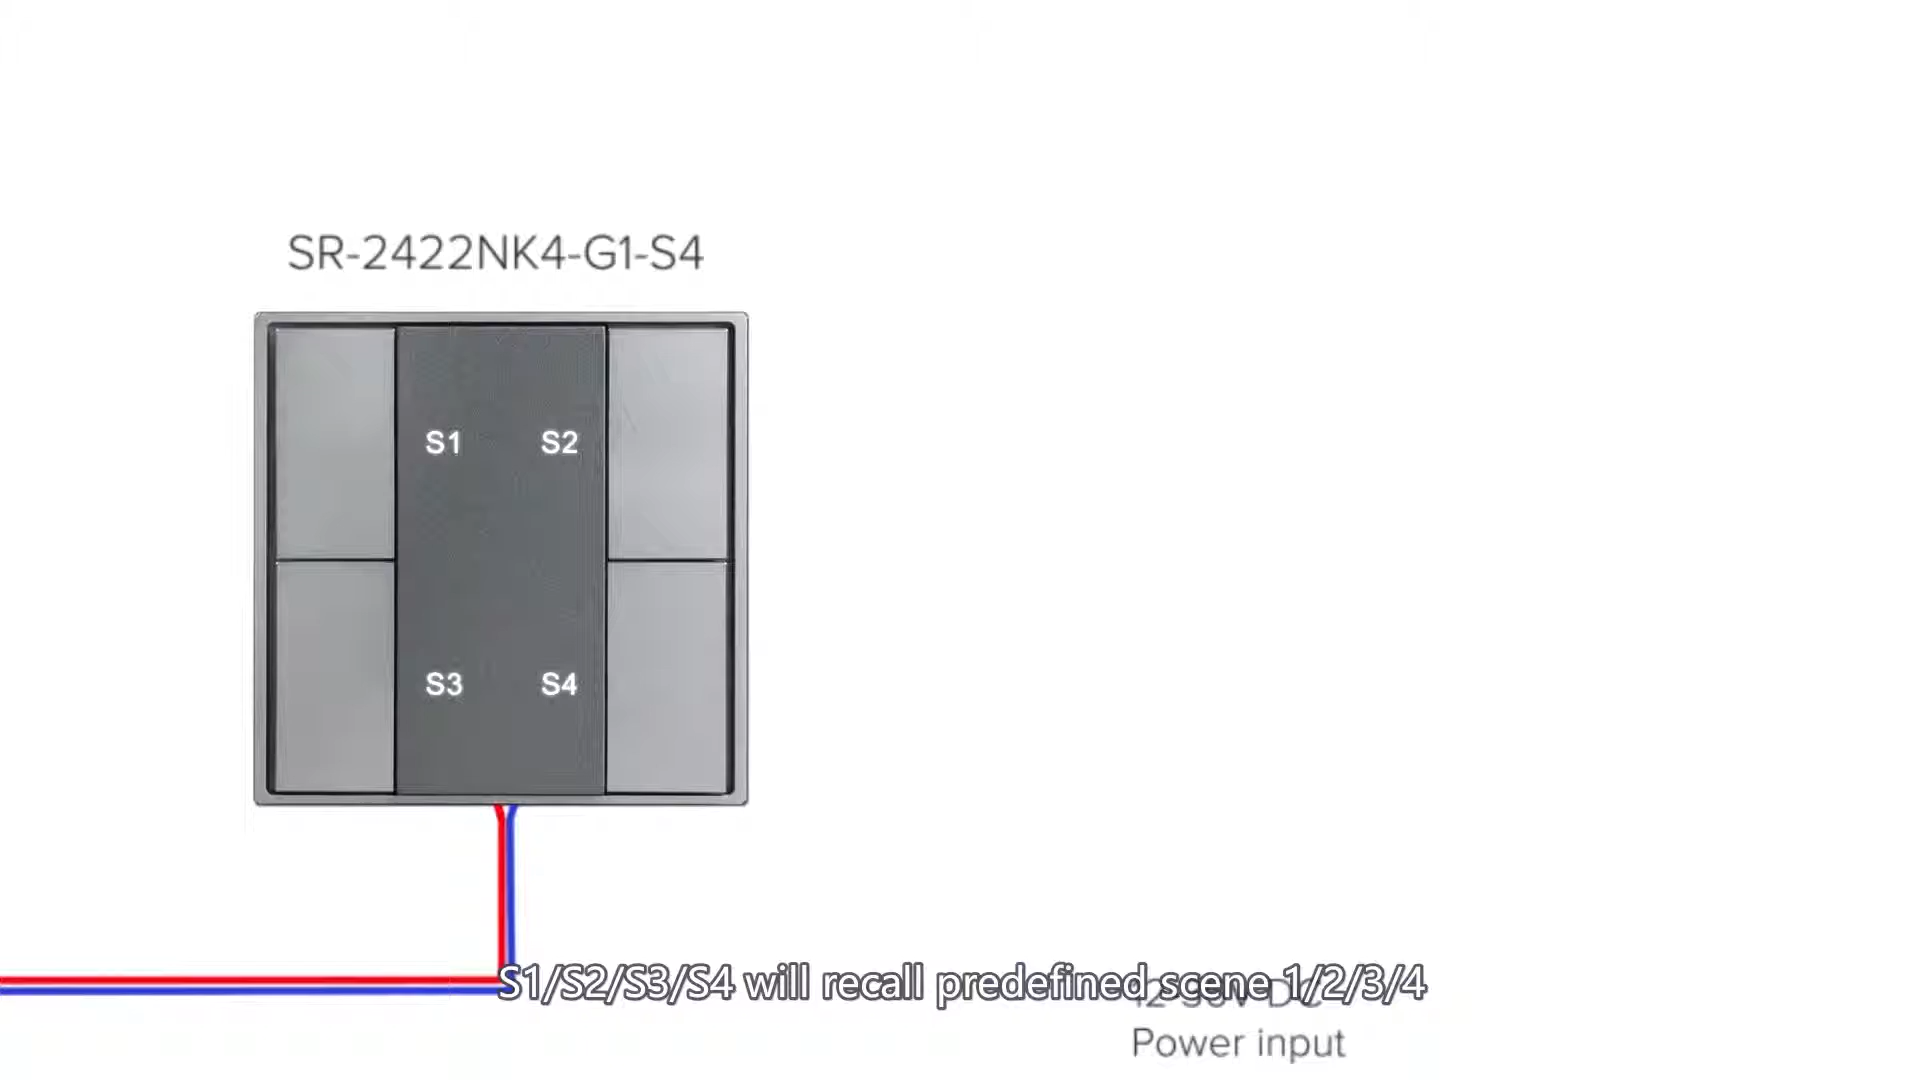 SR-2422NK4-G1-S4
S1 S2
S3 S4
S1/S2/S3/S4 will recall predefined scene 1/2/3/4
DC
Power input